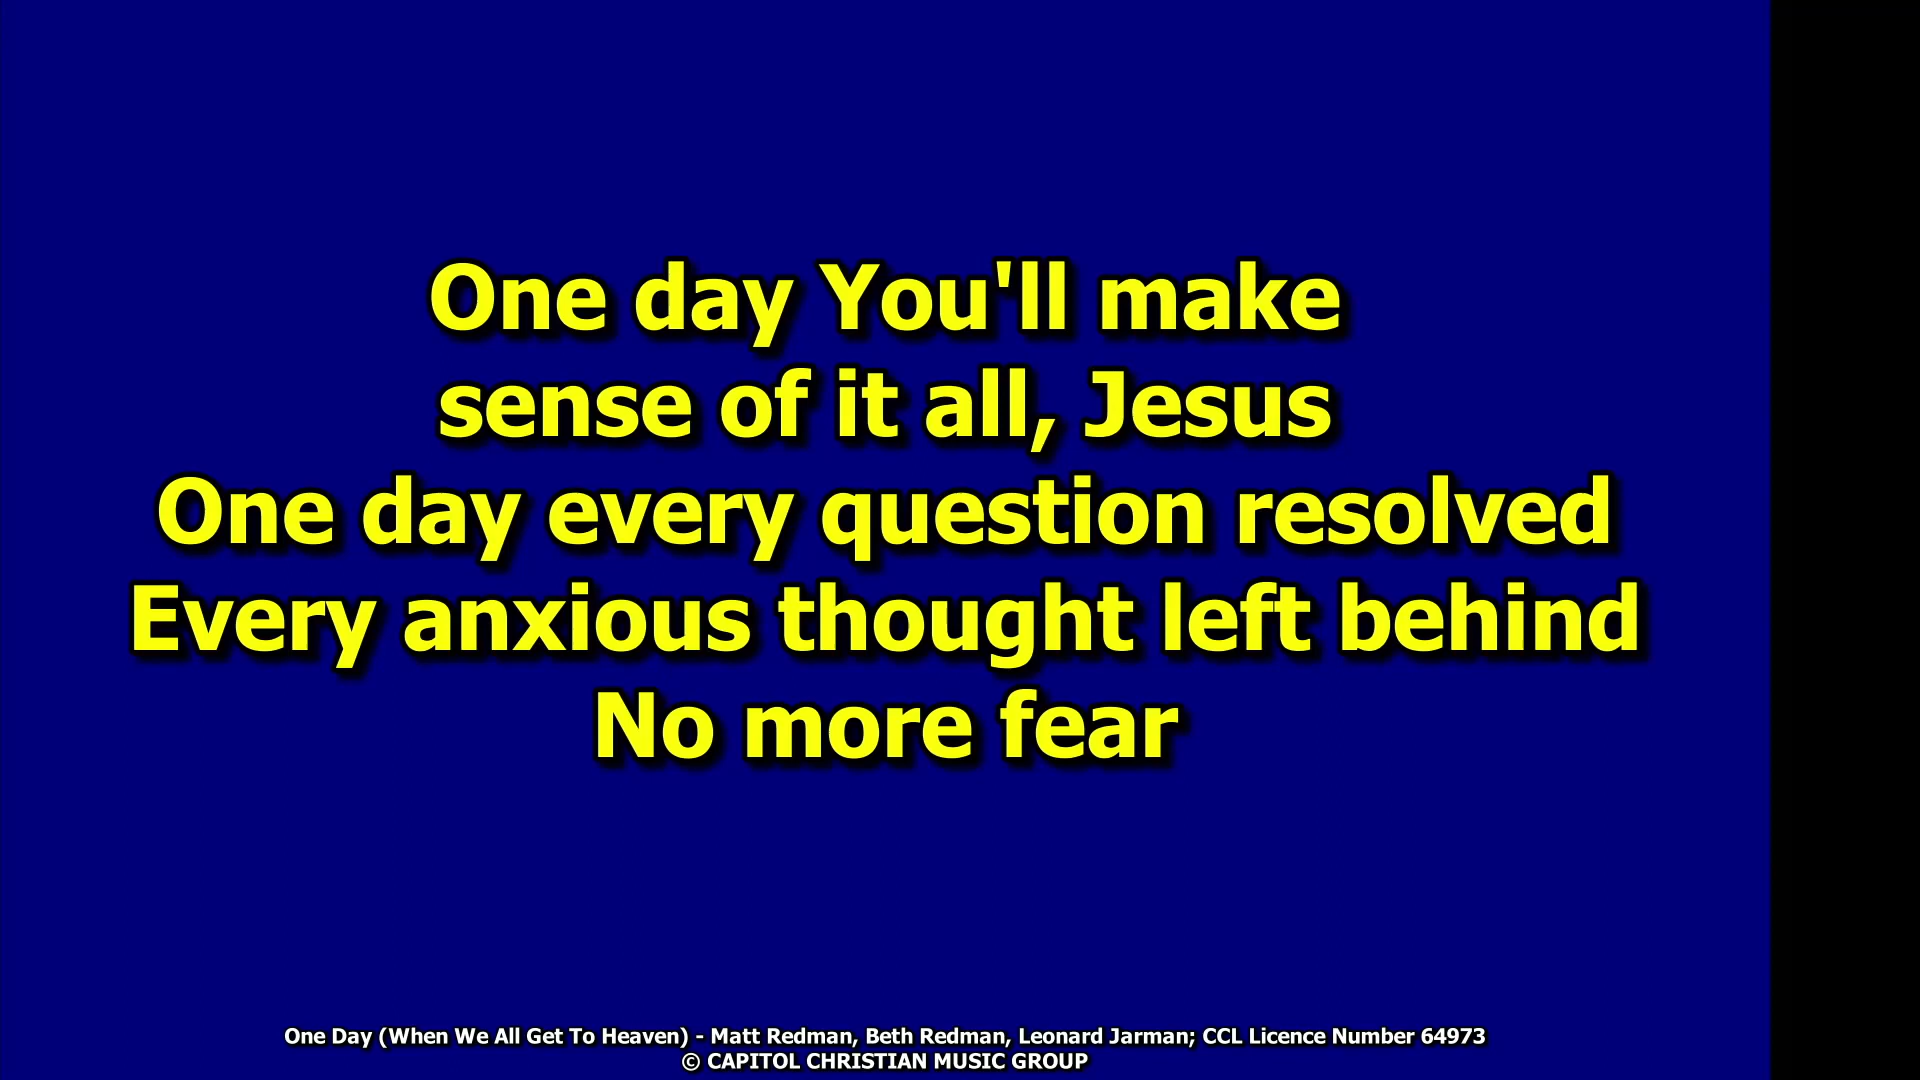 One day You'll make
sense of it all, Jesus
One day every question resolved
Every anxious thought left behind
No more fear
One Day (When We All Get To Heaven) - Matt Redman, Beth Redman, Leonard Jarman; CCL Licence Number 64973
© CAPITOL CHRISTIAN MUSIC GROUP